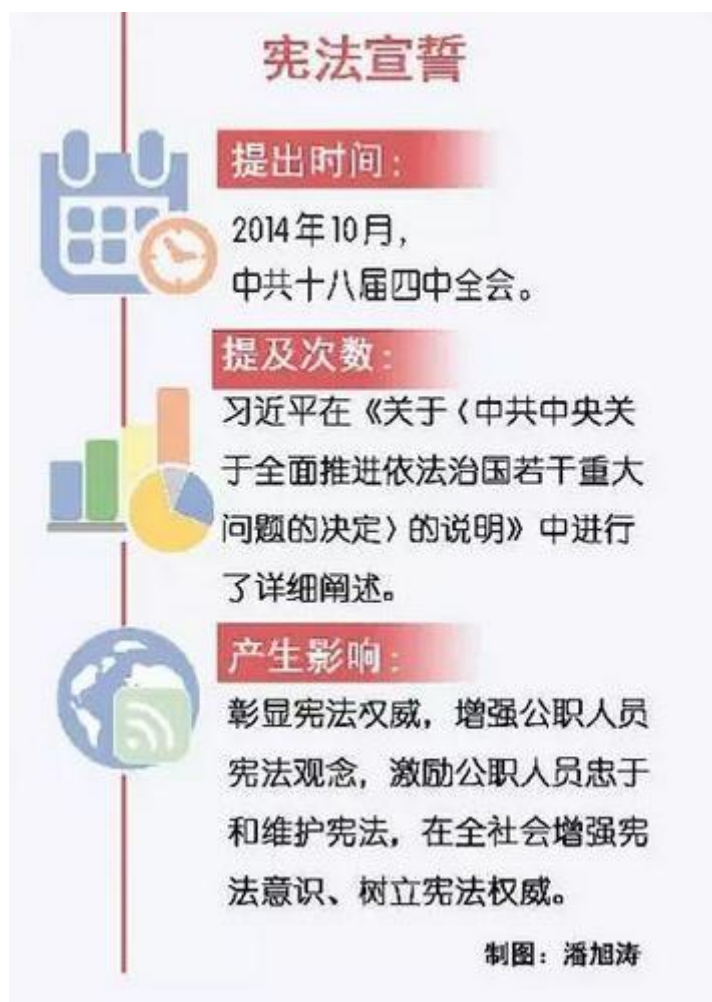 宪法宣誓
提出时间：
2014年10月，
中共十八届四中全会。
提及次数：
习近平在《关于〈中共中央关
于全面推进依法治国若干重大
问题的决定〉的说明》中进行
了详细阐述。
产生影响：
彰显宪法权威，增强公职人员
宪法观念，激励公职人员忠于
和维护宪法，在全社会增强宪
法意识、树立宪法权威。
制图：潘旭涛